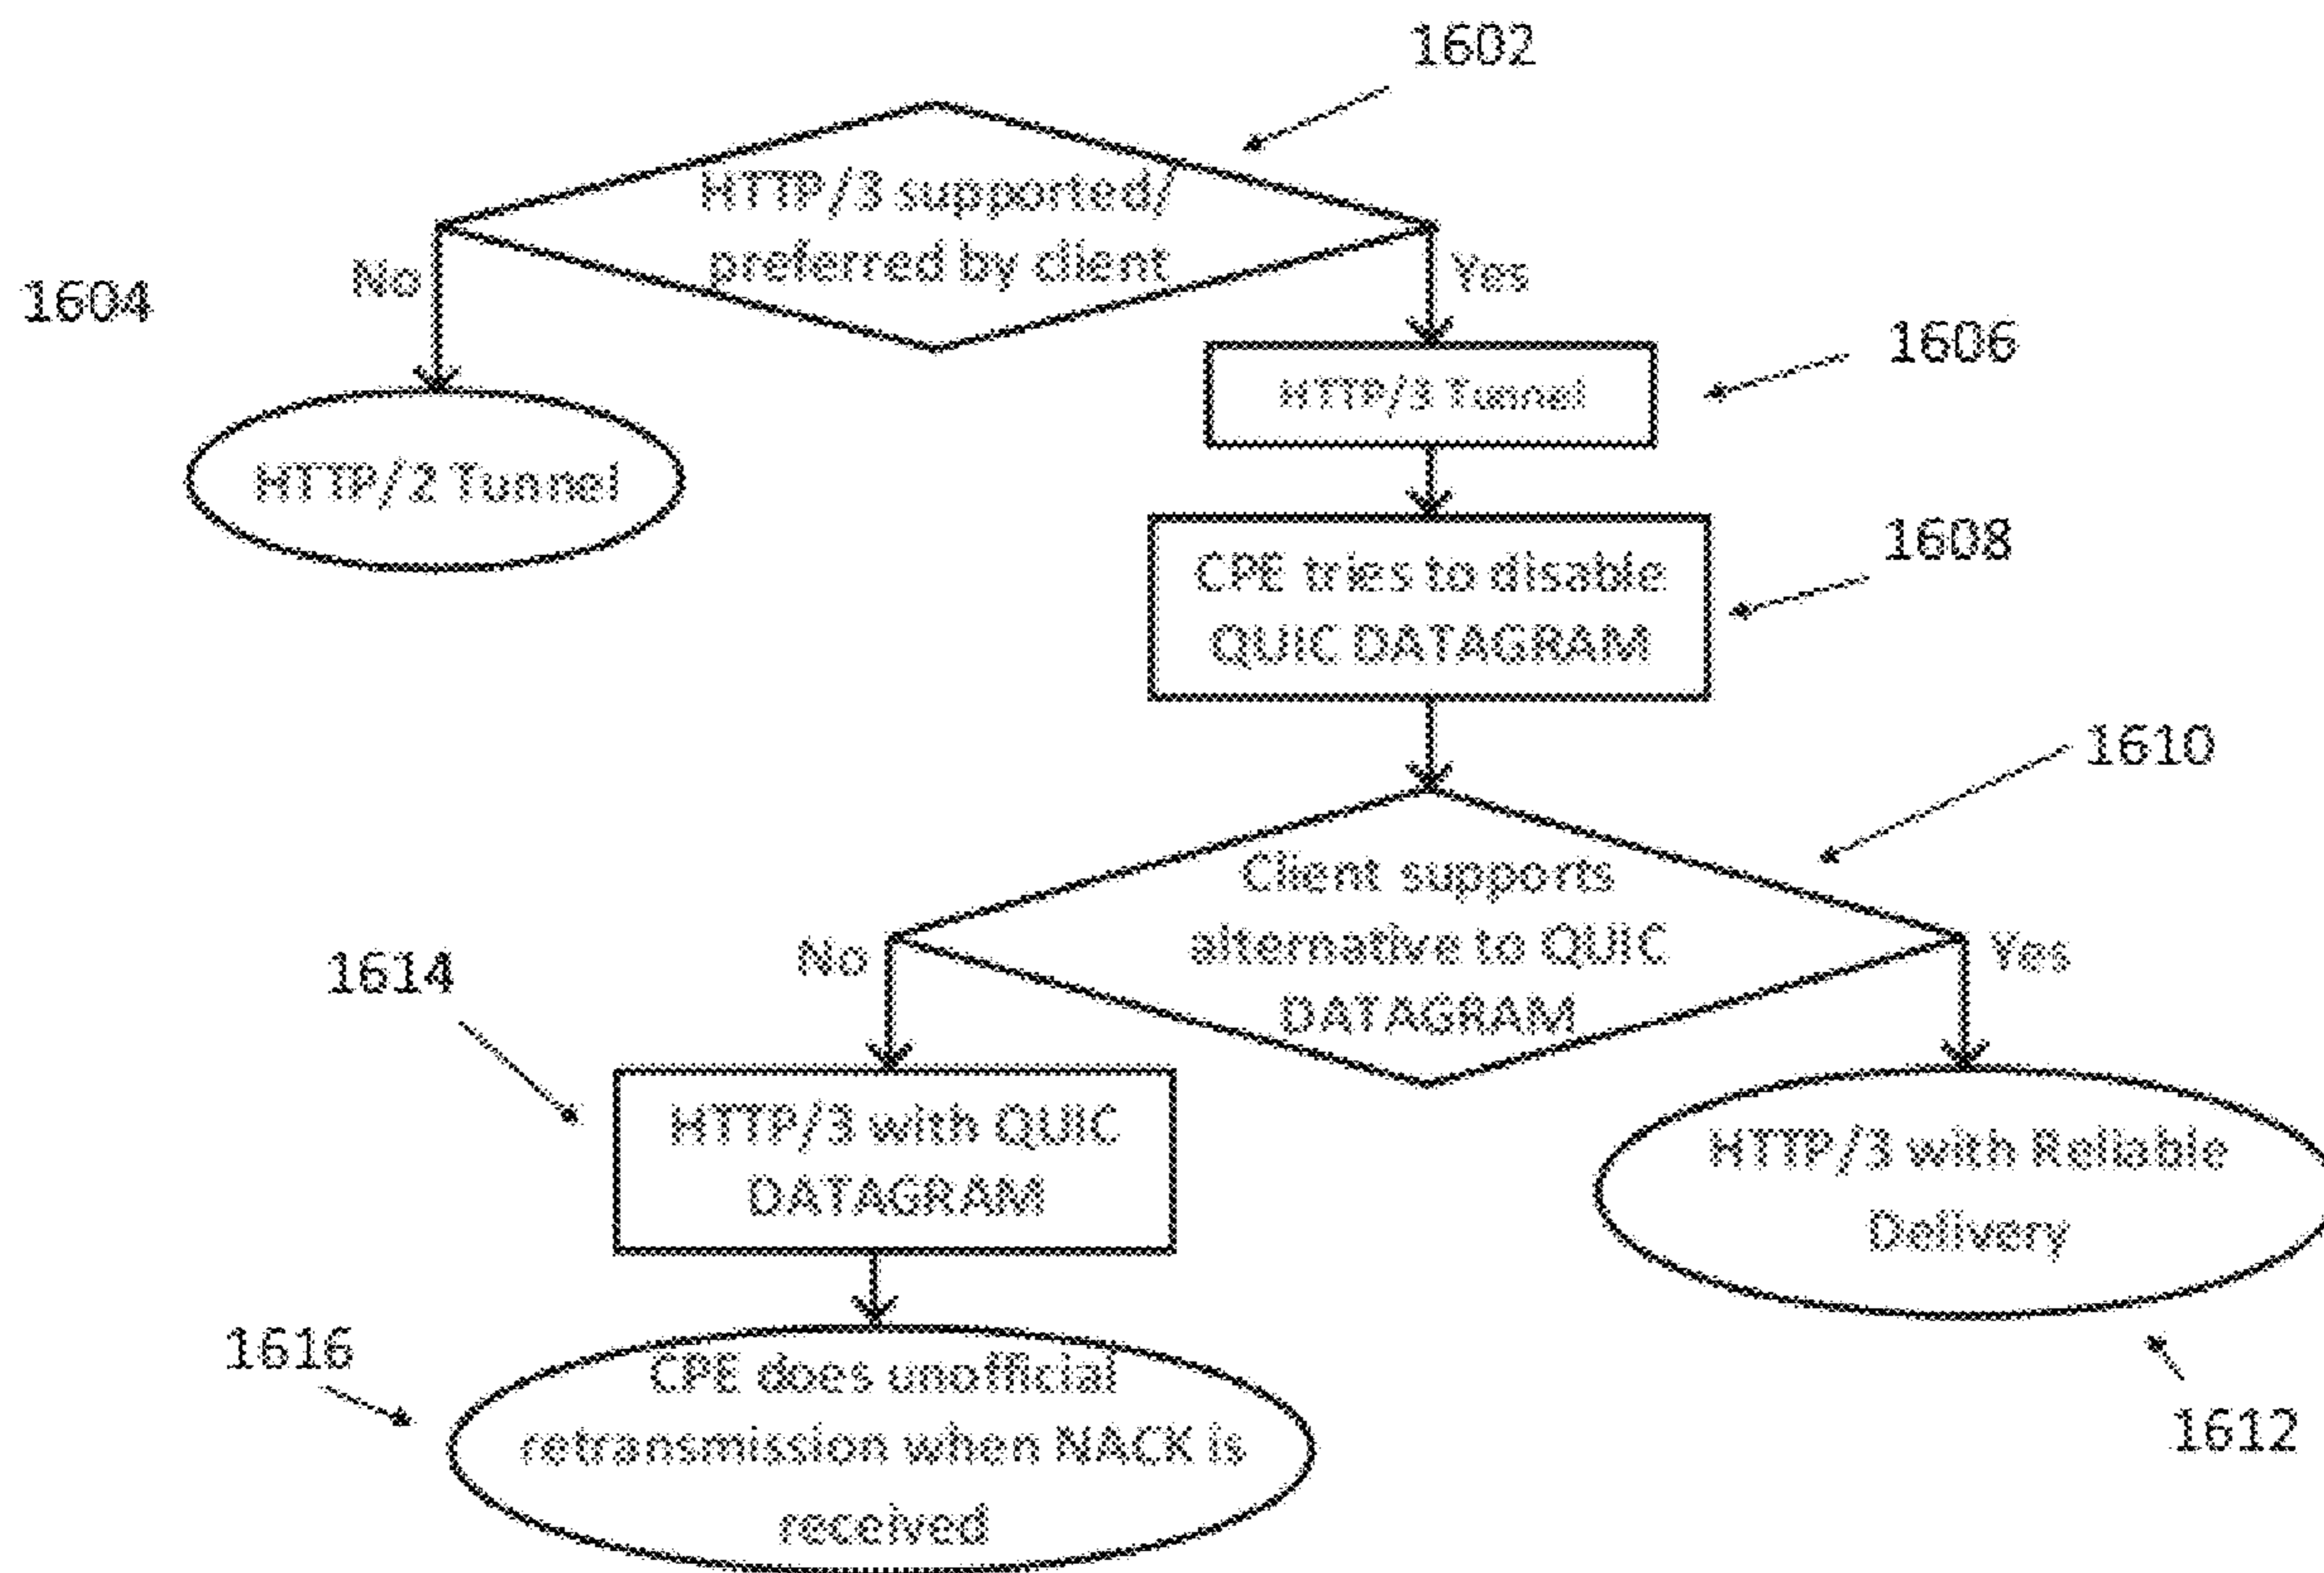 1602
HTTP/3 supported/
preferred by client
No
Yes
1604
1606
HTTP/3 Tunnel
HTTP/2 Tunnel
1608
CPE tries to disable
QUIC DATAGRAM
1610
Client supports
alternative to QUIC
DATAGRAM
No
Yes
1614
HTTP/3 with QUIC
DATAGRAM
HTTP/3 with Reliable
Delivery
1616
CPE does unofficial
retransmission when NACK is
received
1612